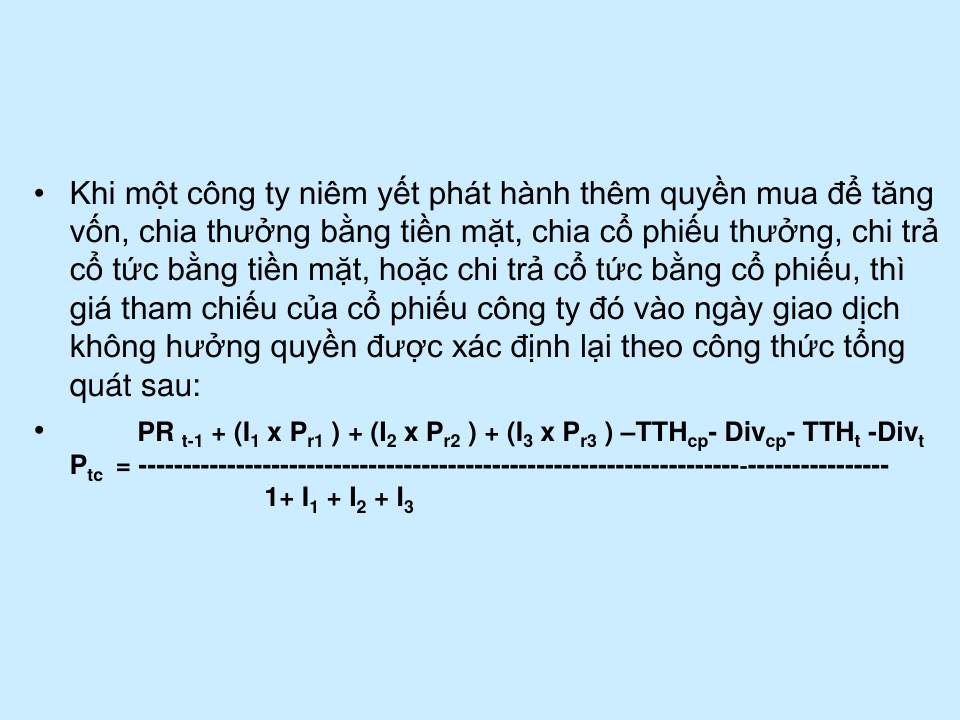 • Khi một công ty niêm yết phát hành thêm quyền mua để tăng
vốn, chia thưởng bằng tiền mặt, chia cổ phiếu thưởng, chi trả
cổ tức bằng tiền mặt, hoặc chi trả cổ tức bằng cổ phiếu, thì
giá tham chiếu của cổ phiếu công ty đó vào ngày giao dịch
không hưởng quyền được xác định lại theo công thức tổng
quát sau:
• PR t-1 + (I1 x Pr1 ) + (I2 x Pr2 ) + (I3 x Pr3 ) –TTHcp- Divcp- TTHt -Divt
Ptc = ------------------------------------------------------------------------------------
1+ I1 + I2 + I3